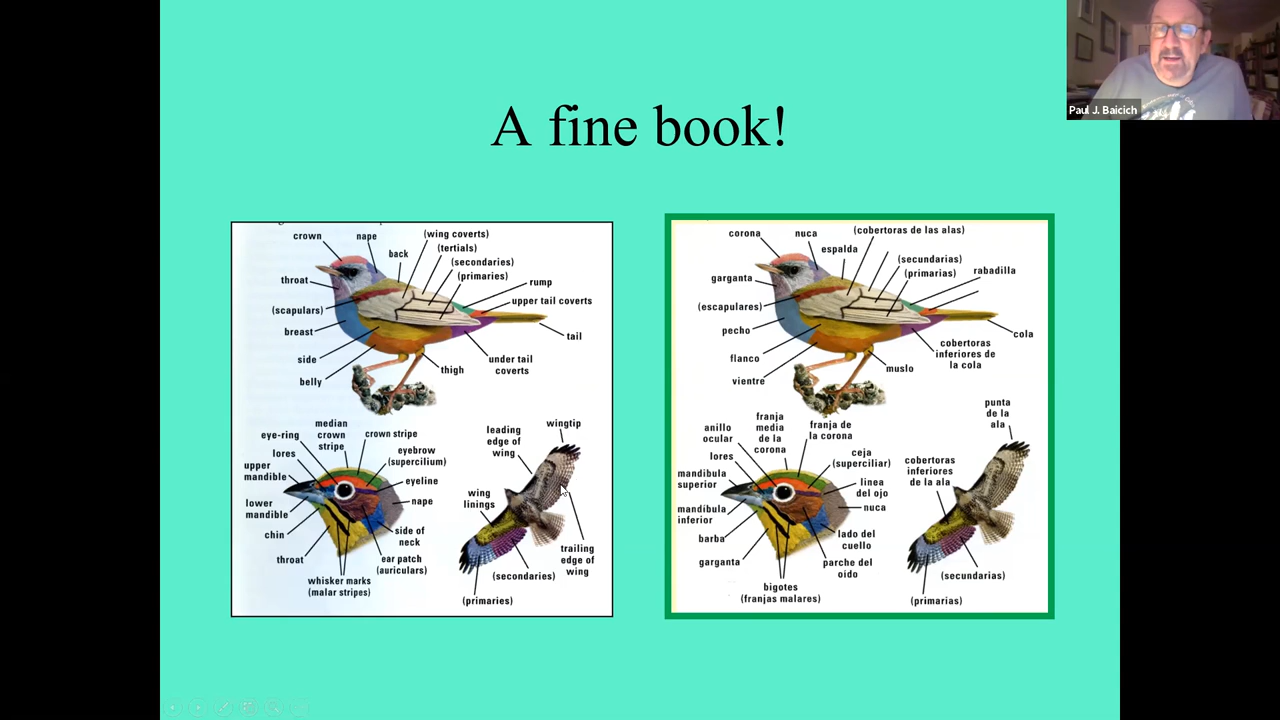 Paul J. Baicich
A fine book!
crown
nape
(wing coverts)
(tertials)
back
(secondaries)
(primaries)
throat
rump
upper tail coverts
(scapulars)
breast
tail
side
under tail
coverts
belly
thigh
median
crown
stripe
crown stripe
eye-ring
eyebrow
(supercilium)
lores
upper
mandible
eyeline
lower
mandible
nape
chin
side of
neck
throat
ear patch
(auriculars)
whisker marks
(malar stripes)
leading
edge of
wing
wingtip
wing
linings
trailing
edge of
wing
(secondaries)
(primaries)
corona
nuca
(cobertoras de las alas)
espalda
(secundarias)
(primarias)
rabadilla
garganta
(escapulares)
pecho
cola
cobertoras
inferiores de
la cola
flanco
muslo
vientre
franja
media
de la
corona
franja de
la corona
anillo
ocular
ceja
(superciliar)
lores
mandibula
superior
linea
del ojo
nuca
mandibula
inferior
barba
lado del
cuello
garganta
parche del
oido
bigotes
(franjas malares)
punta
de la
ala
cobertoras
inferiores
de la ala
(secundarias)
(primarias)